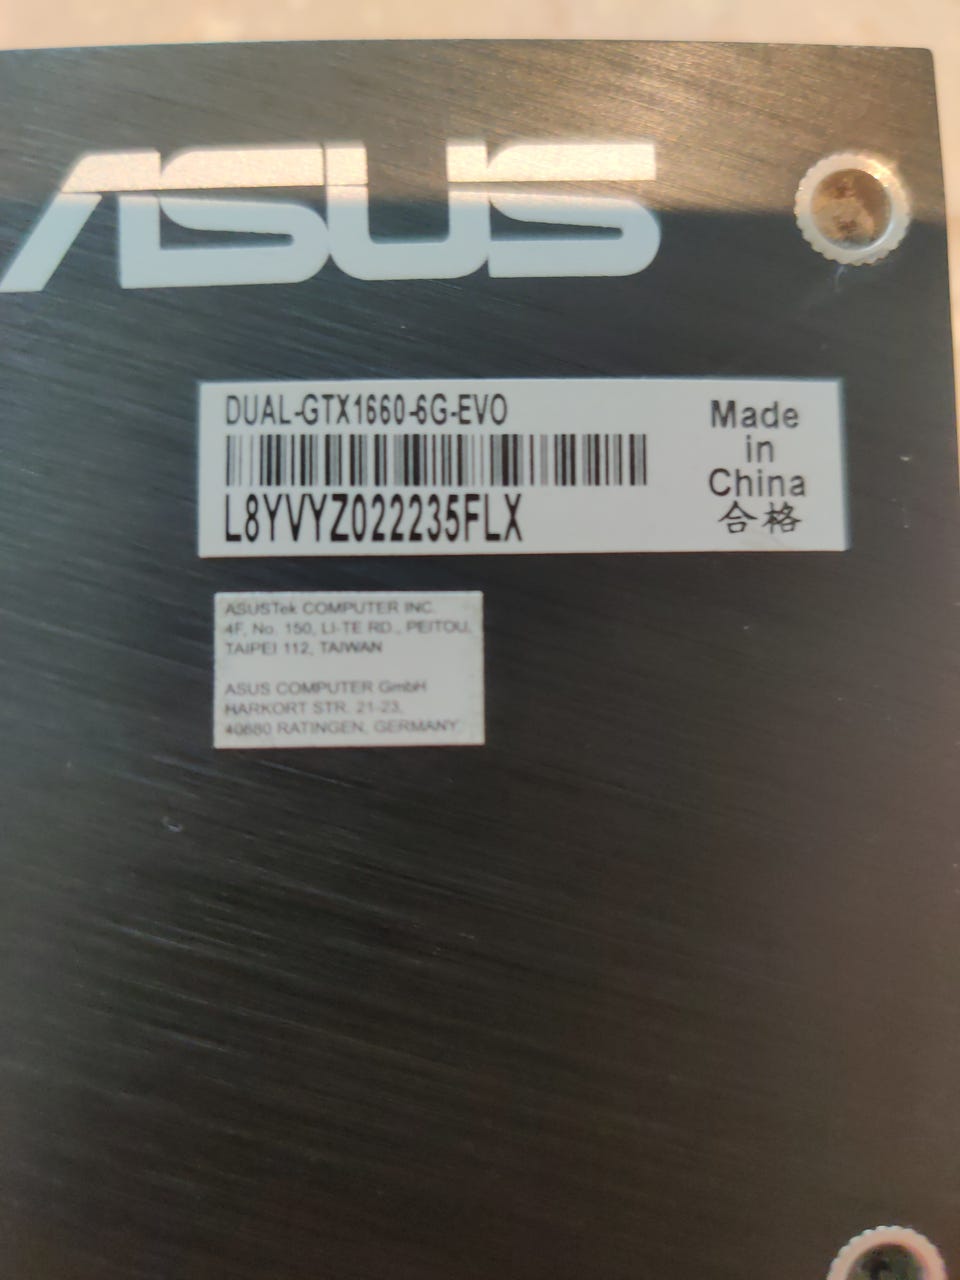 ASUS
DUAL-GTX1660-6G-EVO
L8YVYZ022235FLX
Made
in
China
合格
ASUSTek COMPUTER INC.
4F, No. 150, LI-TE RD., PEITOU,
TAIPEI 112, TAIWAN
ASUS COMPUTER GmbH
HARKORT STR. 21-23,
40880 RATINGEN, GERMANY